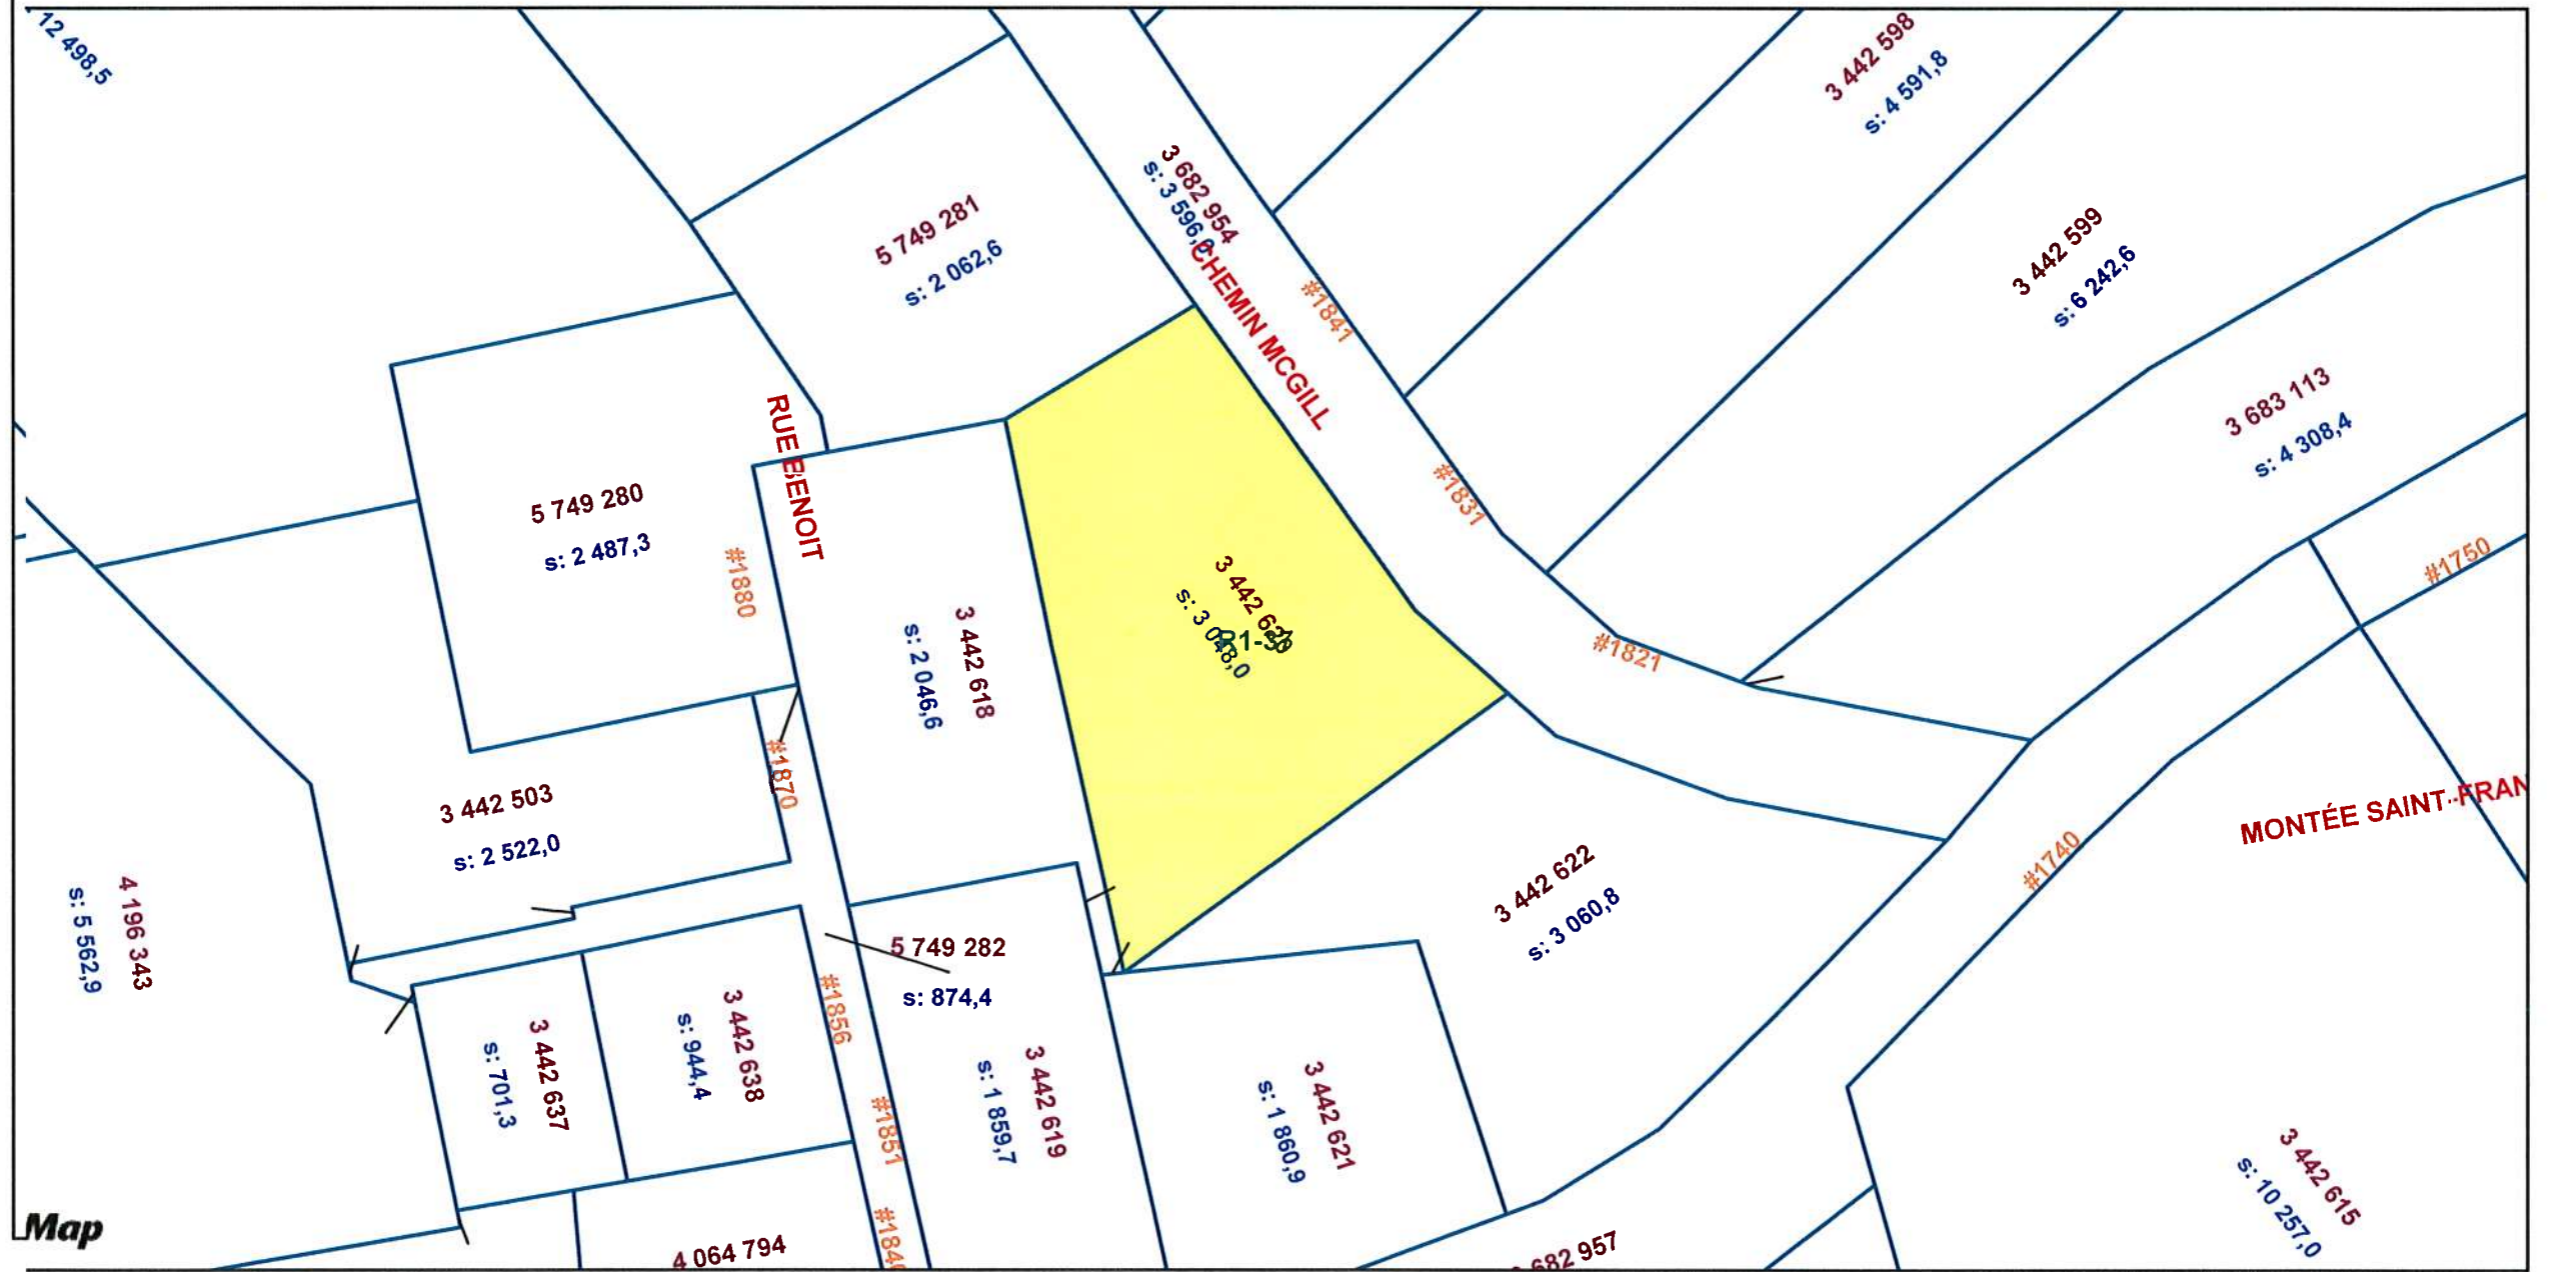 12 498,5
3 442 598
s: 4 591,8
3 682 954
s: 3 596,
CHEMIN MCGILL
5 749 281
s: 2 062,6
#1841
3 442 599
s: 6 242,6
3 683 113
s: 4 308,4
RUE BENOIT
5 749 280
s: 2 487,3
#1880
#1831
#1750
3 442 618
s: 2 046,6
3 442
s: 3 048,0
#1821
#1870
3 442 503
s: 2 522,0
MONTÉE SAINT-FRAN
#1740
3 442 622
s: 3 060,8
4 196 343
s: 5 562,9
5 749 282
s: 874,4
#1856
3 442 637
s: 701,3
3 442 638
s: 944,4
3 442 619
s: 1 859,7
3 442 621
s: 1 860,9
#1851
3 442 615
s: 10 257,0
Map
4 064 794
#184
682 957